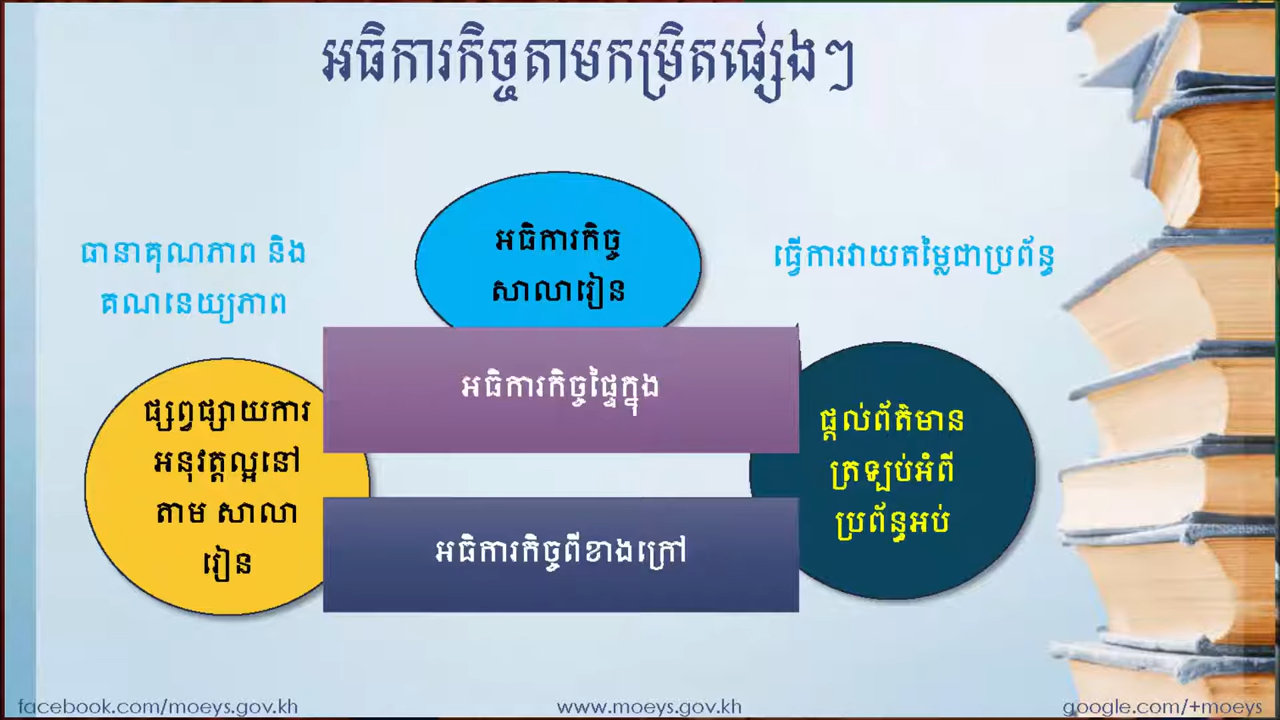 អធិការកិច្ចតាមកម្រិតផ្សេងៗ
អធិការកិច្ច
សាលារៀន
ធានាគុណភាព និង
គណនេយ្យភាព
ធ្វើការវាយតម្លៃជាប្រព័ន្ធ
អធិការកិច្ចផ្ទៃក្នុង
ផ្សព្វផ្សាយការ
អនុវត្តល្អនៅ
តាម សាលា
រៀន
ផ្តល់ព័ត៌មាន
ត្រឡប់អំពី
ប្រព័ន្ធអប់
អធិការកិច្ចពីខាងក្រៅ
facebook.com/moeys.gov.kh
www.moeys.gov.kh
google.com/+moeys